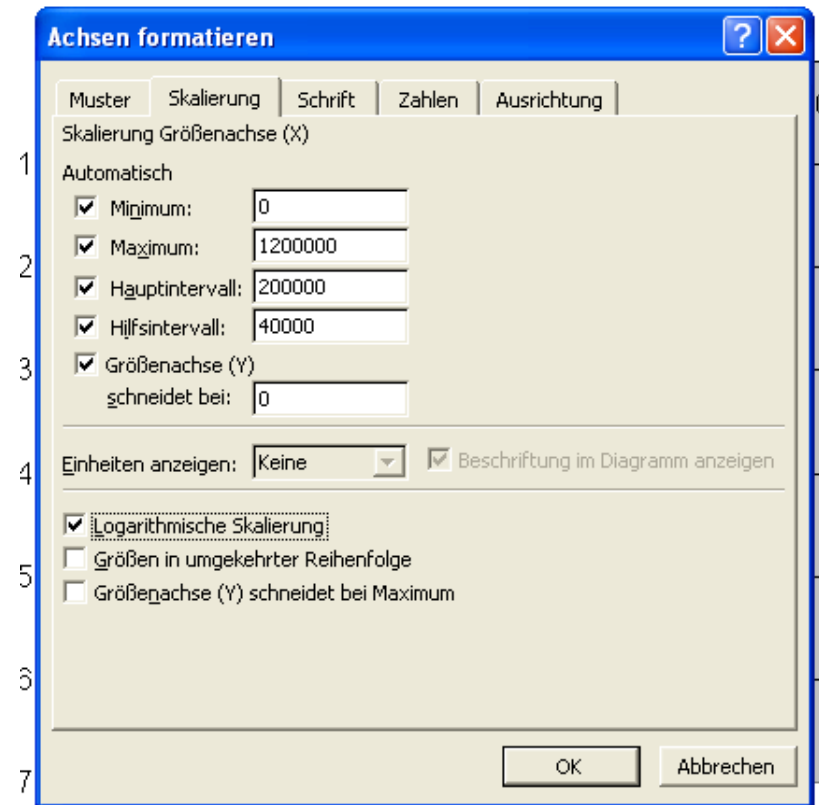 Achsen formatieren
Muster Skalierung Schrift Zahlen Ausrichtung
Skalierung Größenachse (X)
Automatisch
Minimum: 0
Maximum: 1200000
Hauptintervall: 200000
Hilfsintervall: 40000
Größenachse (Y)
schneidet bei: 0
Einheiten anzeigen: Keine Beschriftung im Diagramm anzeigen
Logarithmische Skalierung
Größen in umgekehrter Reihenfolge
Größenachse (Y) schneidet bei Maximum
OK Abbrechen
1
2
3
4
5
6
7